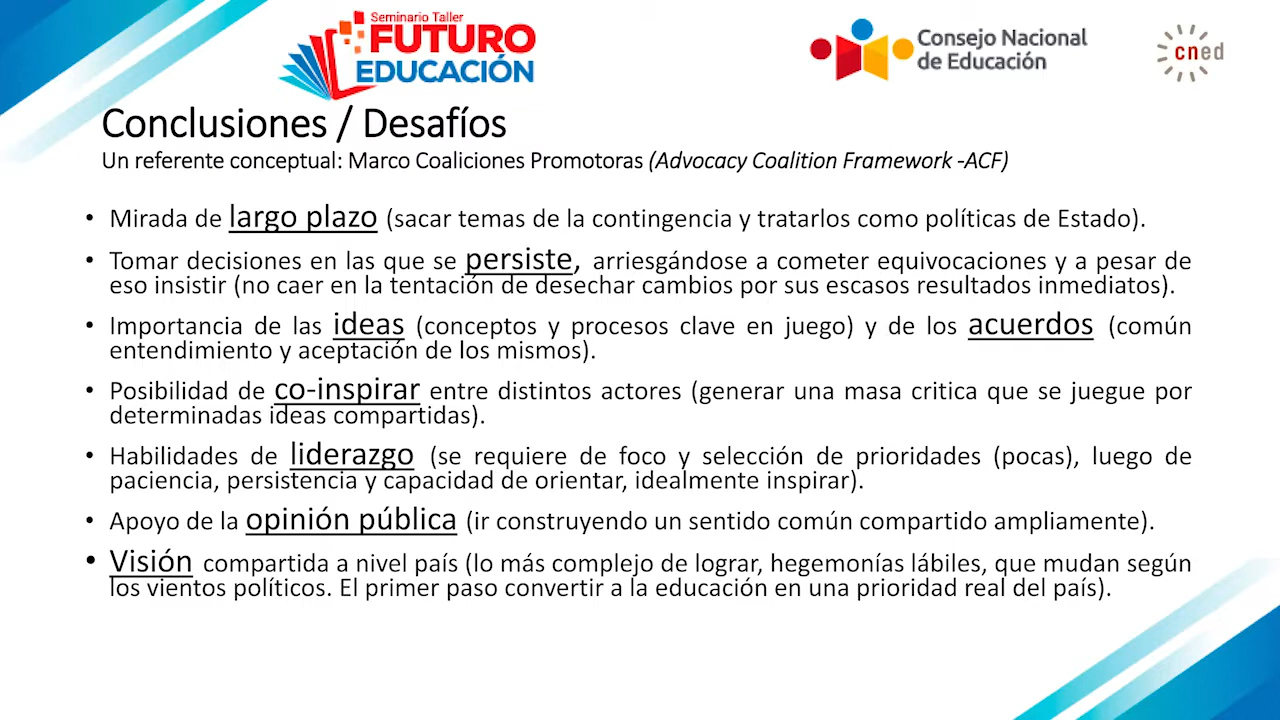 Seminario Taller
FUTURO
EDUCACIÓN
Consejo Nacional
de Educación
cned
Conclusiones / Desafíos
Un referente conceptual: Marco Coaliciones Promotoras (Advocacy Coalition Framework -ACF)
• Mirada de largo plazo (sacar temas de la contingencia y tratarlos como políticas de Estado).
• Tomar decisiones en las que se persiste, arriesgándose a cometer equivocaciones y a pesar de
eso insistir (no caer en la tentación de desechar cambios por sus escasos resultados inmediatos).
• Importancia de las ideas (conceptos y procesos clave en juego) y de los acuerdos (común
entendimiento y aceptación de los mismos).
• Posibilidad de co-inspirar entre distintos actores (generar una masa critica que se juegue por
determinadas ideas compartidas).
• Habilidades de liderazgo (se requiere de foco y selección de prioridades (pocas), luego de
paciencia, persistencia y capacidad de orientar, idealmente inspirar).
• Apoyo de la opinión pública (ir construyendo un sentido común compartido ampliamente).
• Visión compartida a nivel país (lo más complejo de lograr, hegemonías lábiles, que mudan según
los vientos políticos. El primer paso convertir a la educación en una prioridad real del país).